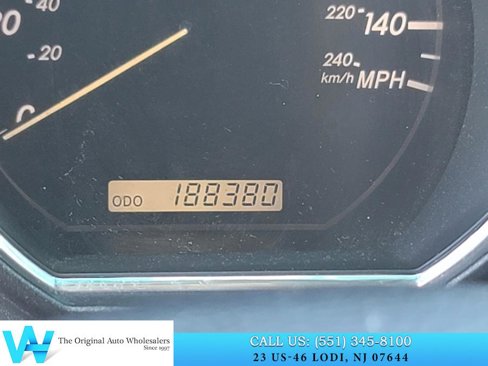 40
20
0
220
140
240
km/h MPH
ODO 188380
W
The Original Auto Wholesalers
Since 1997
CALL US: (551) 345-8100
23 US-46 LODI, NJ 07644